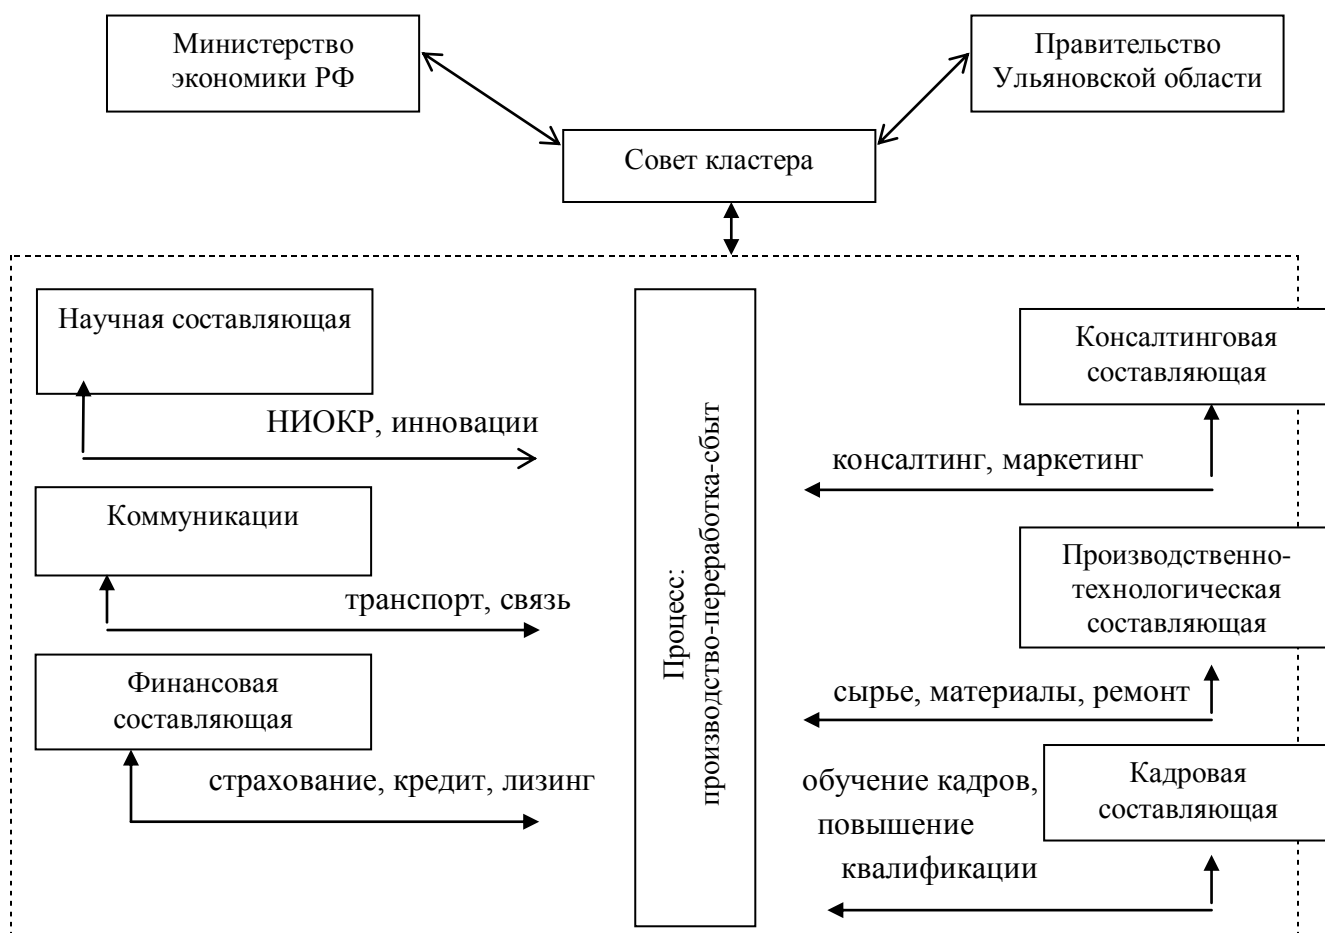 Министерство
экономики РФ
Правительство
Ульяновской области
Совет кластера
Научная составляющая
НИОКР, инновации
Коммуникации
транспорт, связь
Финансовая
составляющая
страхование, кредит, лизинг
Процесс:
производство-переработка-сбыт
Консалтинговая
составляющая
консалтинг, маркетинг
Производственно-
технологическая
составляющая
сырье, материалы, ремонт
Кадровая
составляющая
обучение кадров,
повышение
квалификации